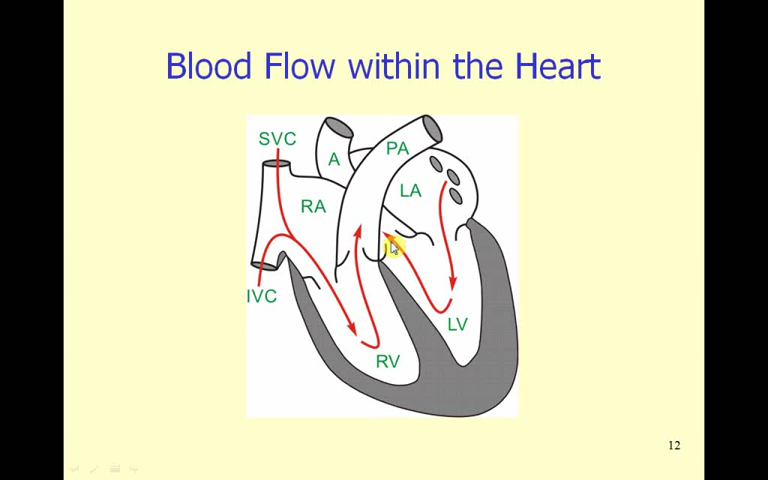 Blood Flow within the Heart
SVC
A
PA
LA
RA
IVC
LV
RV
12